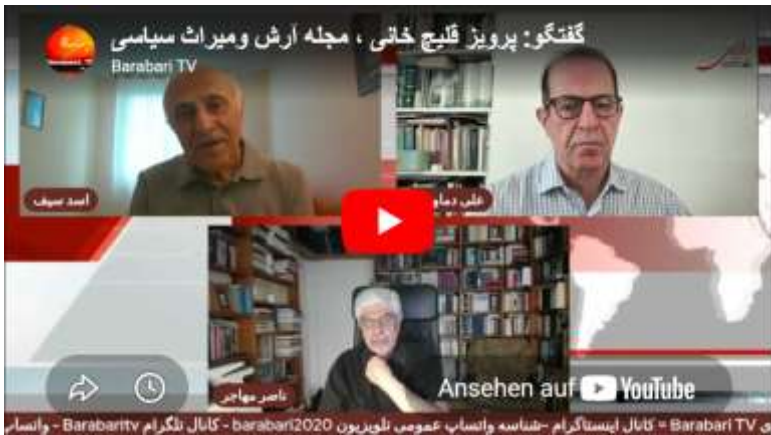 گفتگو: پرویز قلیچ خانی ، مجله آرش ومیراث سیاسی
Barabari TV
اسد سیف
علی
ناصر مهاجر
Ansehen auf YouTube
Barabari TV = کانال اینستاگرام -شناسه واتساپ عمومی تلویزیون barabari2020 - کانال تلگرام Barabaritv -